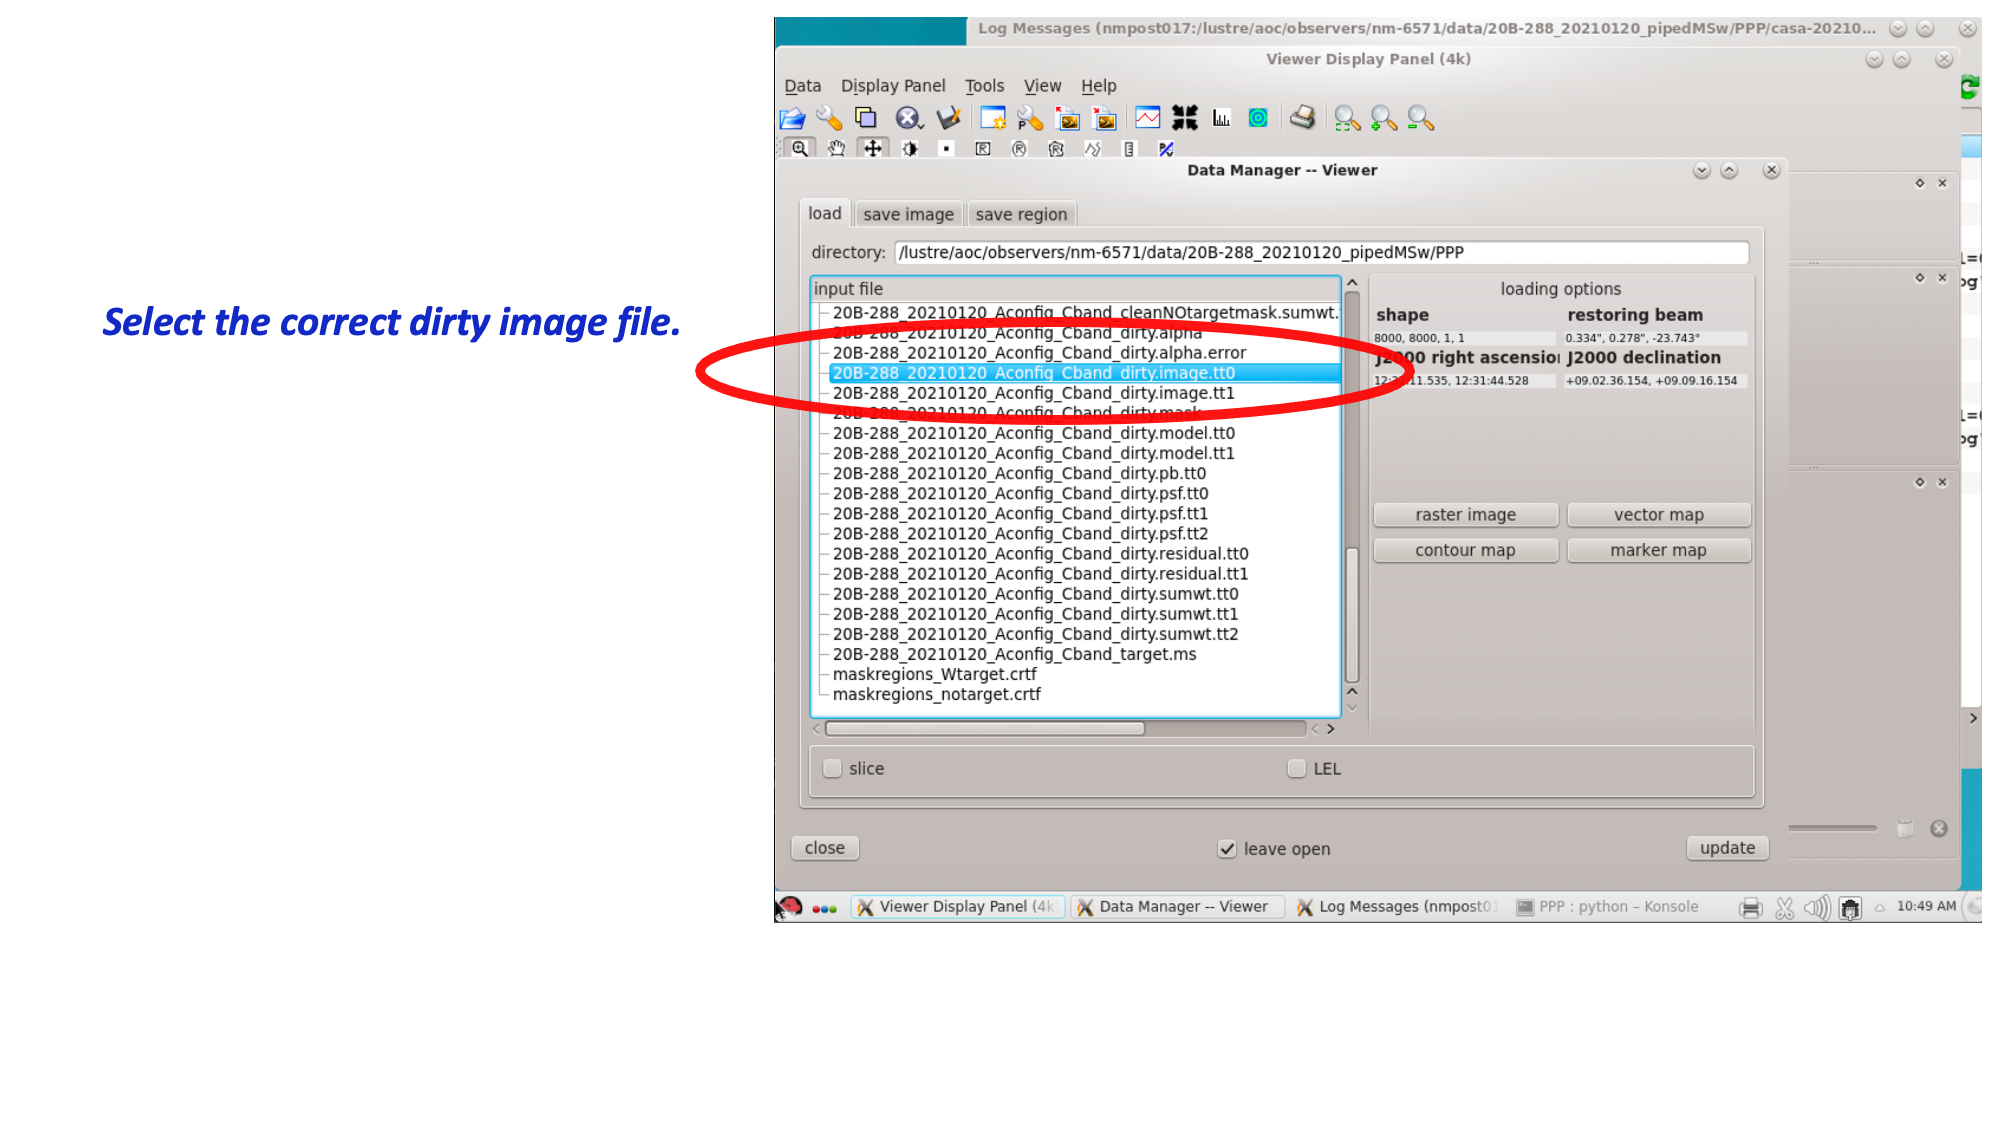 Log Messages (nmpost017:/lustre/aoc/observers/nm-6571/data/20B-288_20210120_pipedMSw/PPP/casa-20210...
Viewer Display Panel (4k)
Data Display Panel Tools View Help
Data Manager -- Viewer
load save image save region
directory: /lustre/aoc/observers/nm-6571/data/20B-288_20210120_pipedMSw/PPP
Select the correct dirty image file.
input file
20B-288_20210120_Aconfig_Cband_cleanNOtargetmask.sumwt.
20B-288_20210120_Aconfig_Cband_dirty.alpha
20B-288_20210120_Aconfig_Cband_dirty.alpha.error
20B-288_20210120_Aconfig_Cband_dirty.image.tt0
20B-288_20210120_Aconfig_Cband_dirty.image.tt1
20B-288_20210120_Aconfig_Cband_dirty.mask
20B-288_20210120_Aconfig_Cband_dirty.model.tt0
20B-288_20210120_Aconfig_Cband_dirty.model.tt1
20B-288_20210120_Aconfig_Cband_dirty.pb.tt0
20B-288_20210120_Aconfig_Cband_dirty.psf.tt0
20B-288_20210120_Aconfig_Cband_dirty.psf.tt1
20B-288_20210120_Aconfig_Cband_dirty.psf.tt2
20B-288_20210120_Aconfig_Cband_dirty.residual.tt0
20B-288_20210120_Aconfig_Cband_dirty.residual.tt1
20B-288_20210120_Aconfig_Cband_dirty.sumwt.tt0
20B-288_20210120_Aconfig_Cband_dirty.sumwt.tt1
20B-288_20210120_Aconfig_Cband_dirty.sumwt.tt2
20B-288_20210120_Aconfig_Cband_target.ms
maskregions_Wtarget.crtf
maskregions_notarget.crtf
loading options
shape restoring beam
8000, 8000, 1, 1 0.334", 0.278", -23.743°
J2000 right ascension J2000 declination
12:31:44.528 +09.02.36.154, +09.09.16.154
raster image vector map
contour map marker map
slice LEL
close leave open update
Viewer Display Panel (4k Data Manager -- Viewer Log Messages (nmpost01 PPP : python – Konsole 10:49 AM